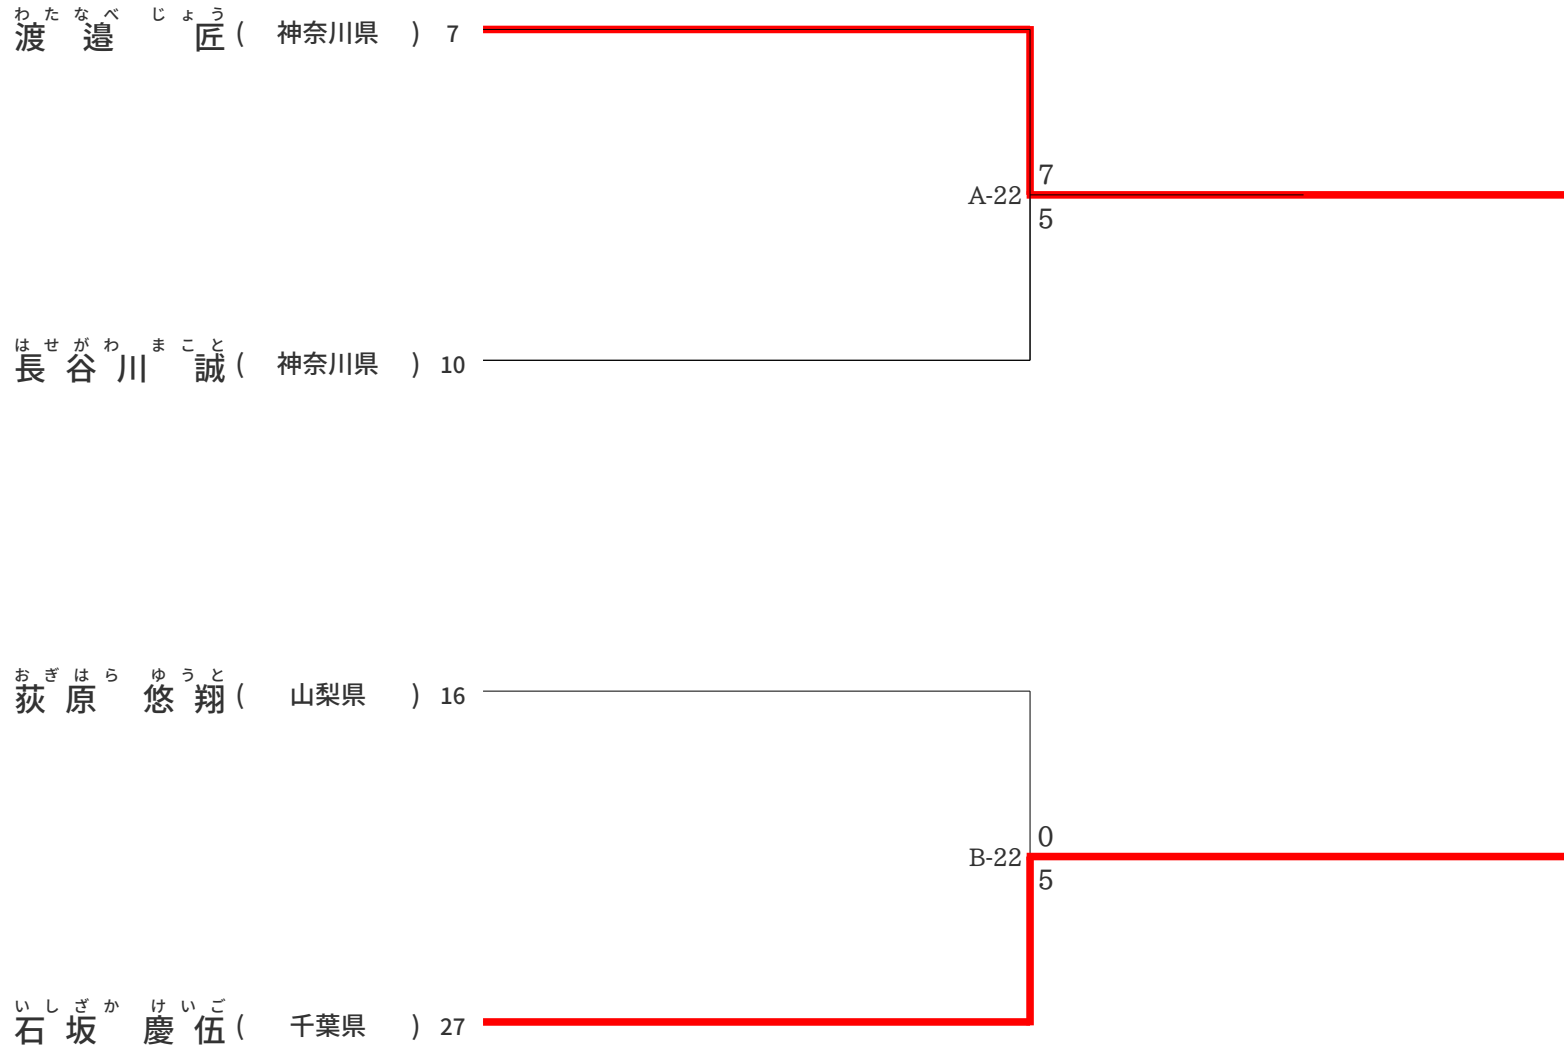 わたなべ じょう
渡邉 匠 ( 神奈川県 ) 7
7
A-22
5
はせがわ まこと
長谷川 誠 ( 神奈川県 ) 10
おぎはら ゆうと
荻原 悠翔 ( 山梨県 ) 16
0
B-22
5
いしざか けいご
石坂 慶伍 ( 千葉県 ) 27